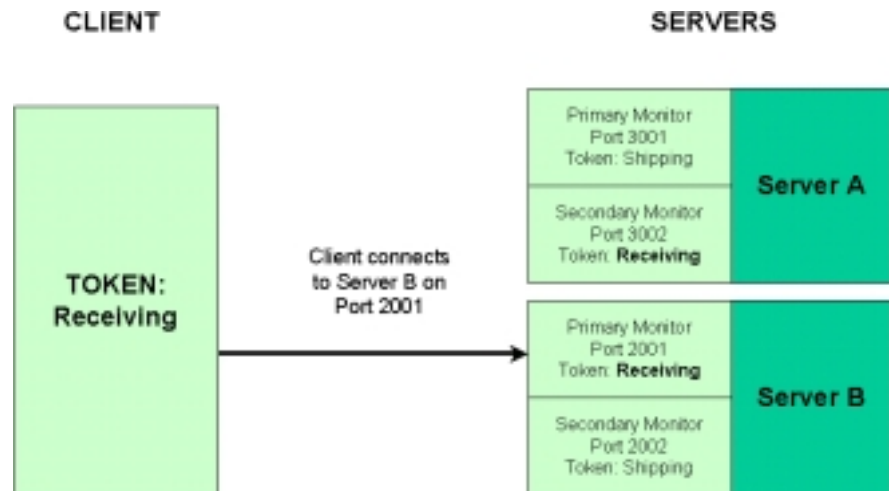 CLIENT
SERVERS
TOKEN:
Receiving
Client connects
to Server B on
Port 2001
Primary Monitor
Port 3001
Token: Shipping
Secondary Monitor
Port 3002
Token: Receiving
Server A
Primary Monitor
Port 2001
Token: Receiving
Secondary Monitor
Port 2002
Token: Shipping
Server B